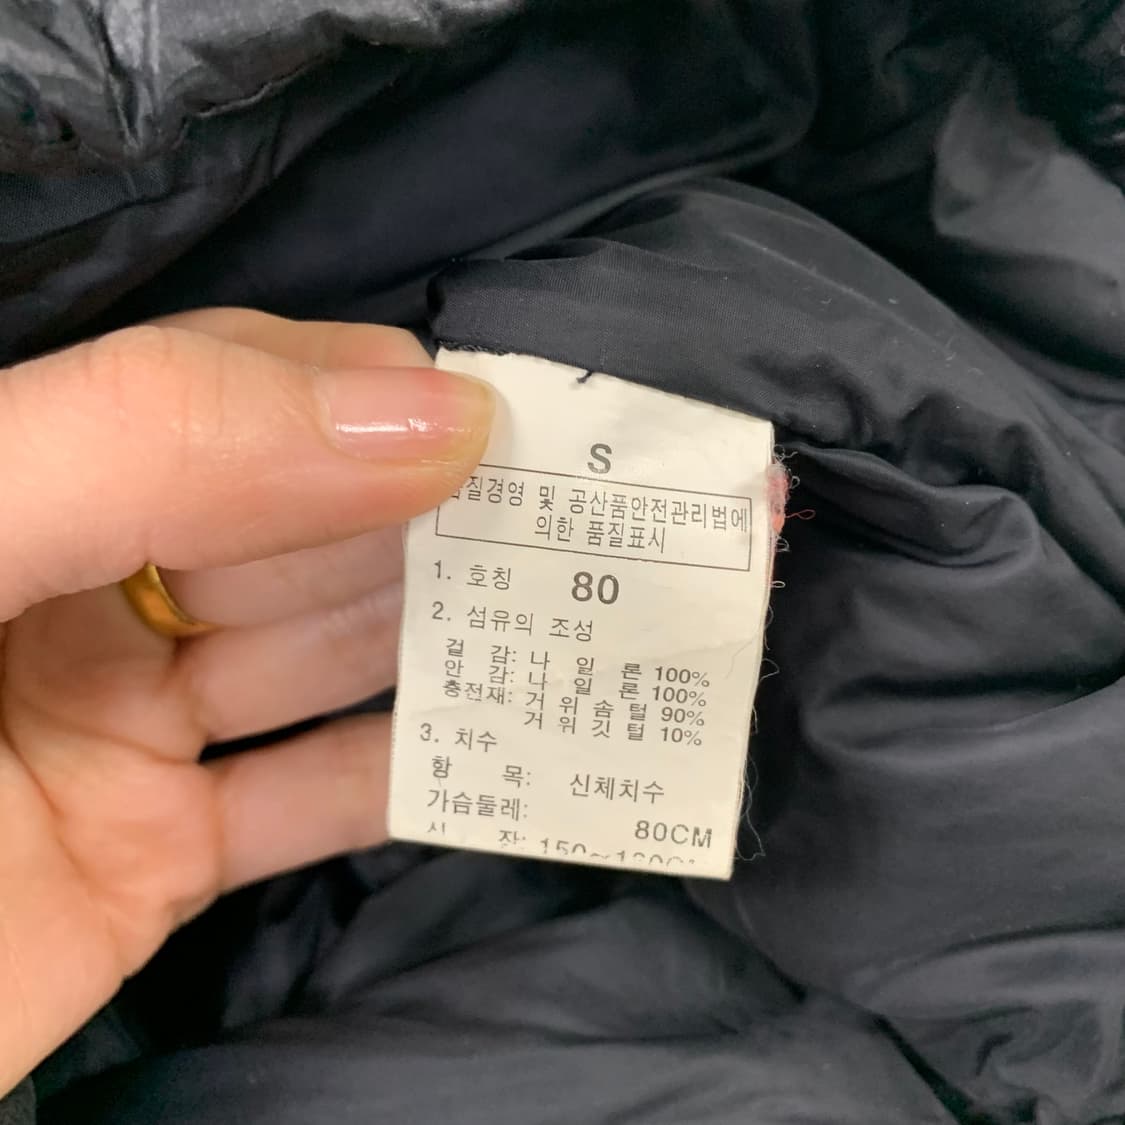 S
질경영 및 공산품안전관리법에
의한 품질표시
1. 호칭 80
2. 섬유의 조성
겉 감: 나 일 론 100%
안 감: 나 일 론 100%
충전재: 거 위 솜 털 90%
거 위 깃 털 10%
3. 치수
항 목: 신체치수
가슴둘레: 80CM